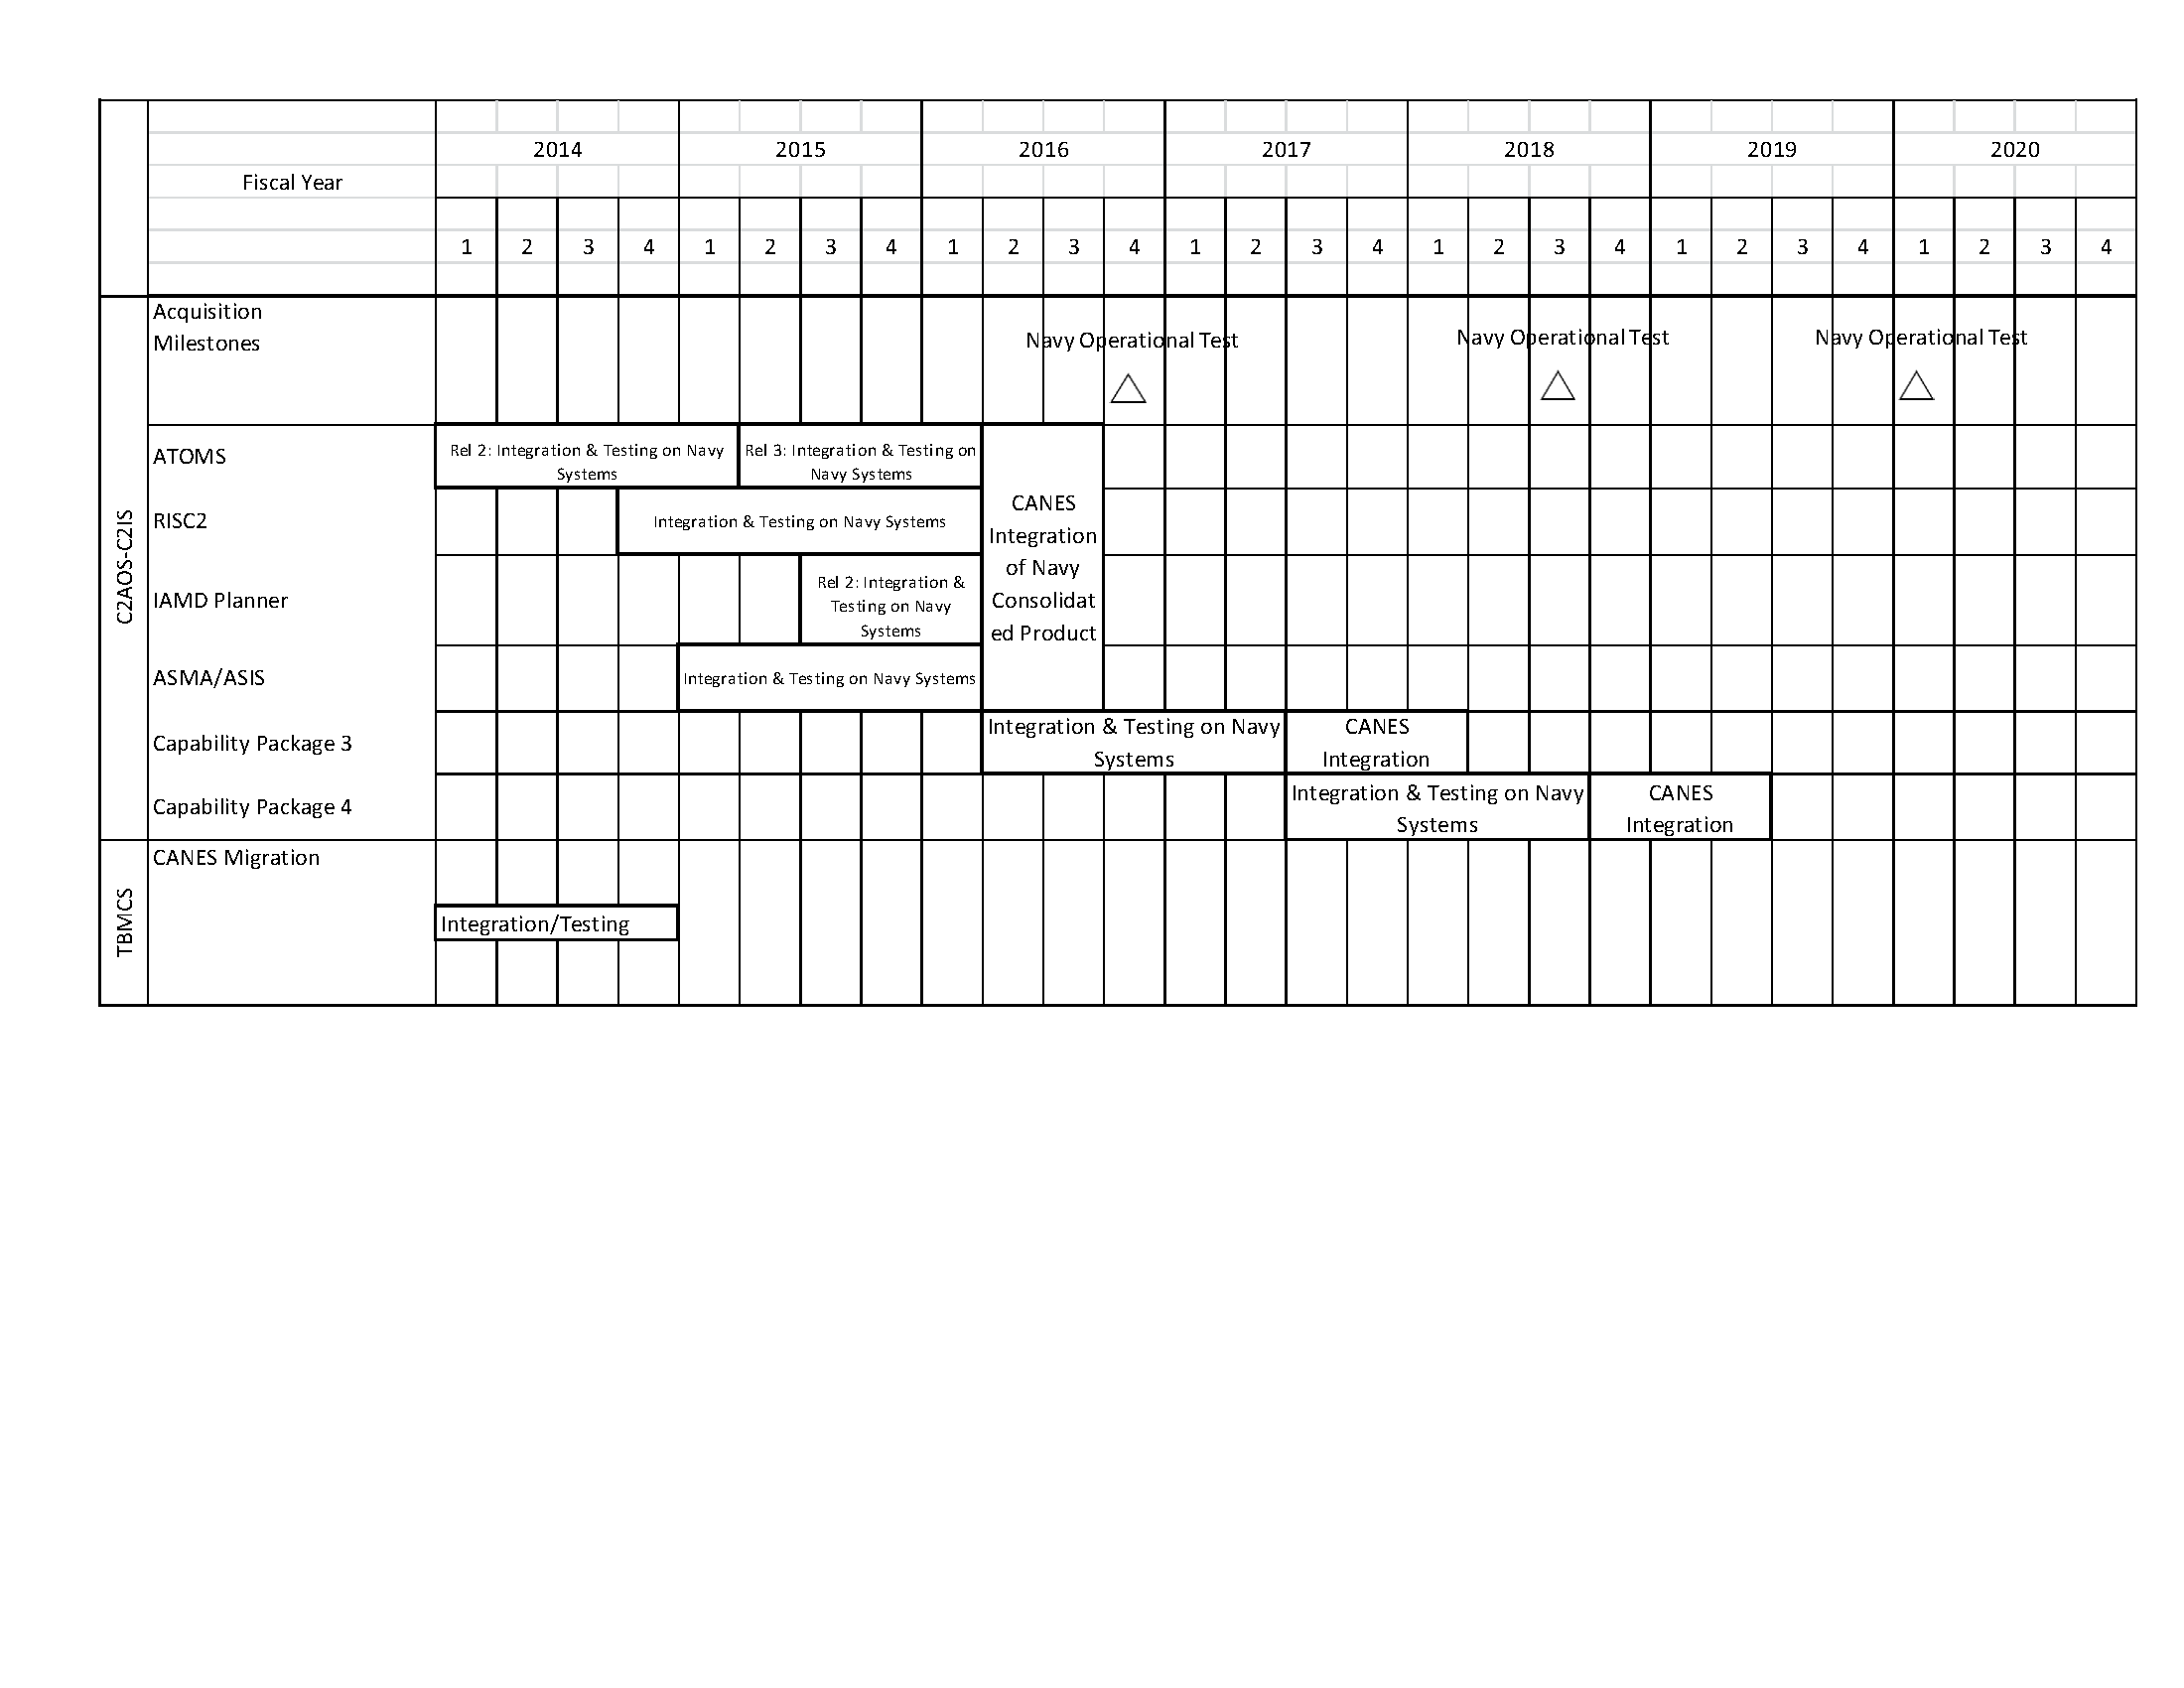 2014 2015 2016 2017 2018 2019 2020
Fiscal Year
1 2 3 4 1 2 3 4 1 2 3 4 1 2 3 4 1 2 3 4 1 2 3 4 1 2 3 4
C2AOS-C2IS
Acquisition
Milestones
Navy Operational Test
Navy Operational Test
Navy Operational Test
ATOMS
Rel 2: Integration & Testing on Navy
Systems
Rel 3: Integration & Testing on
Navy Systems
CANES
Integration
of Navy
Consolidat
ed Product
RISC2
Integration & Testing on Navy Systems
IAMD Planner
Rel 2: Integration &
Testing on Navy
Systems
ASMA/ASIS
Integration & Testing on Navy Systems
Capability Package 3
Integration & Testing on Navy
Systems
CANES
Integration
Capability Package 4
Integration & Testing on Navy
Systems
CANES
Integration
TBMCS
CANES Migration
Integration/Testing